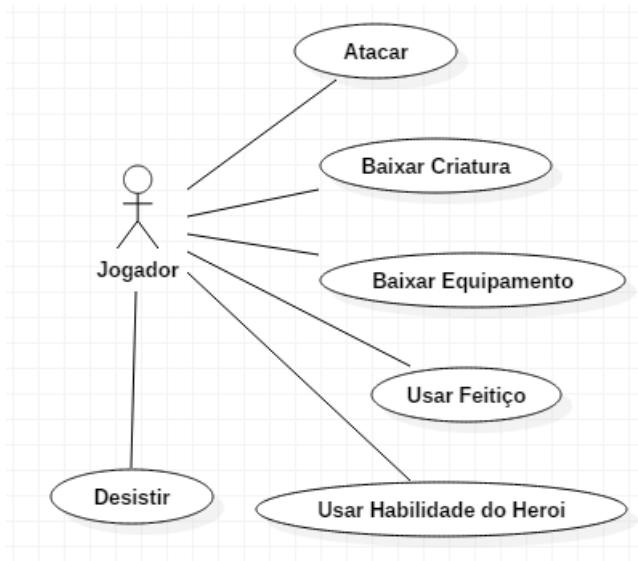 Atacar
Baixar Criatura
Jogador
Baixar Equipamento
Usar Feitiço
Desistir
Usar Habilidade do Heroi